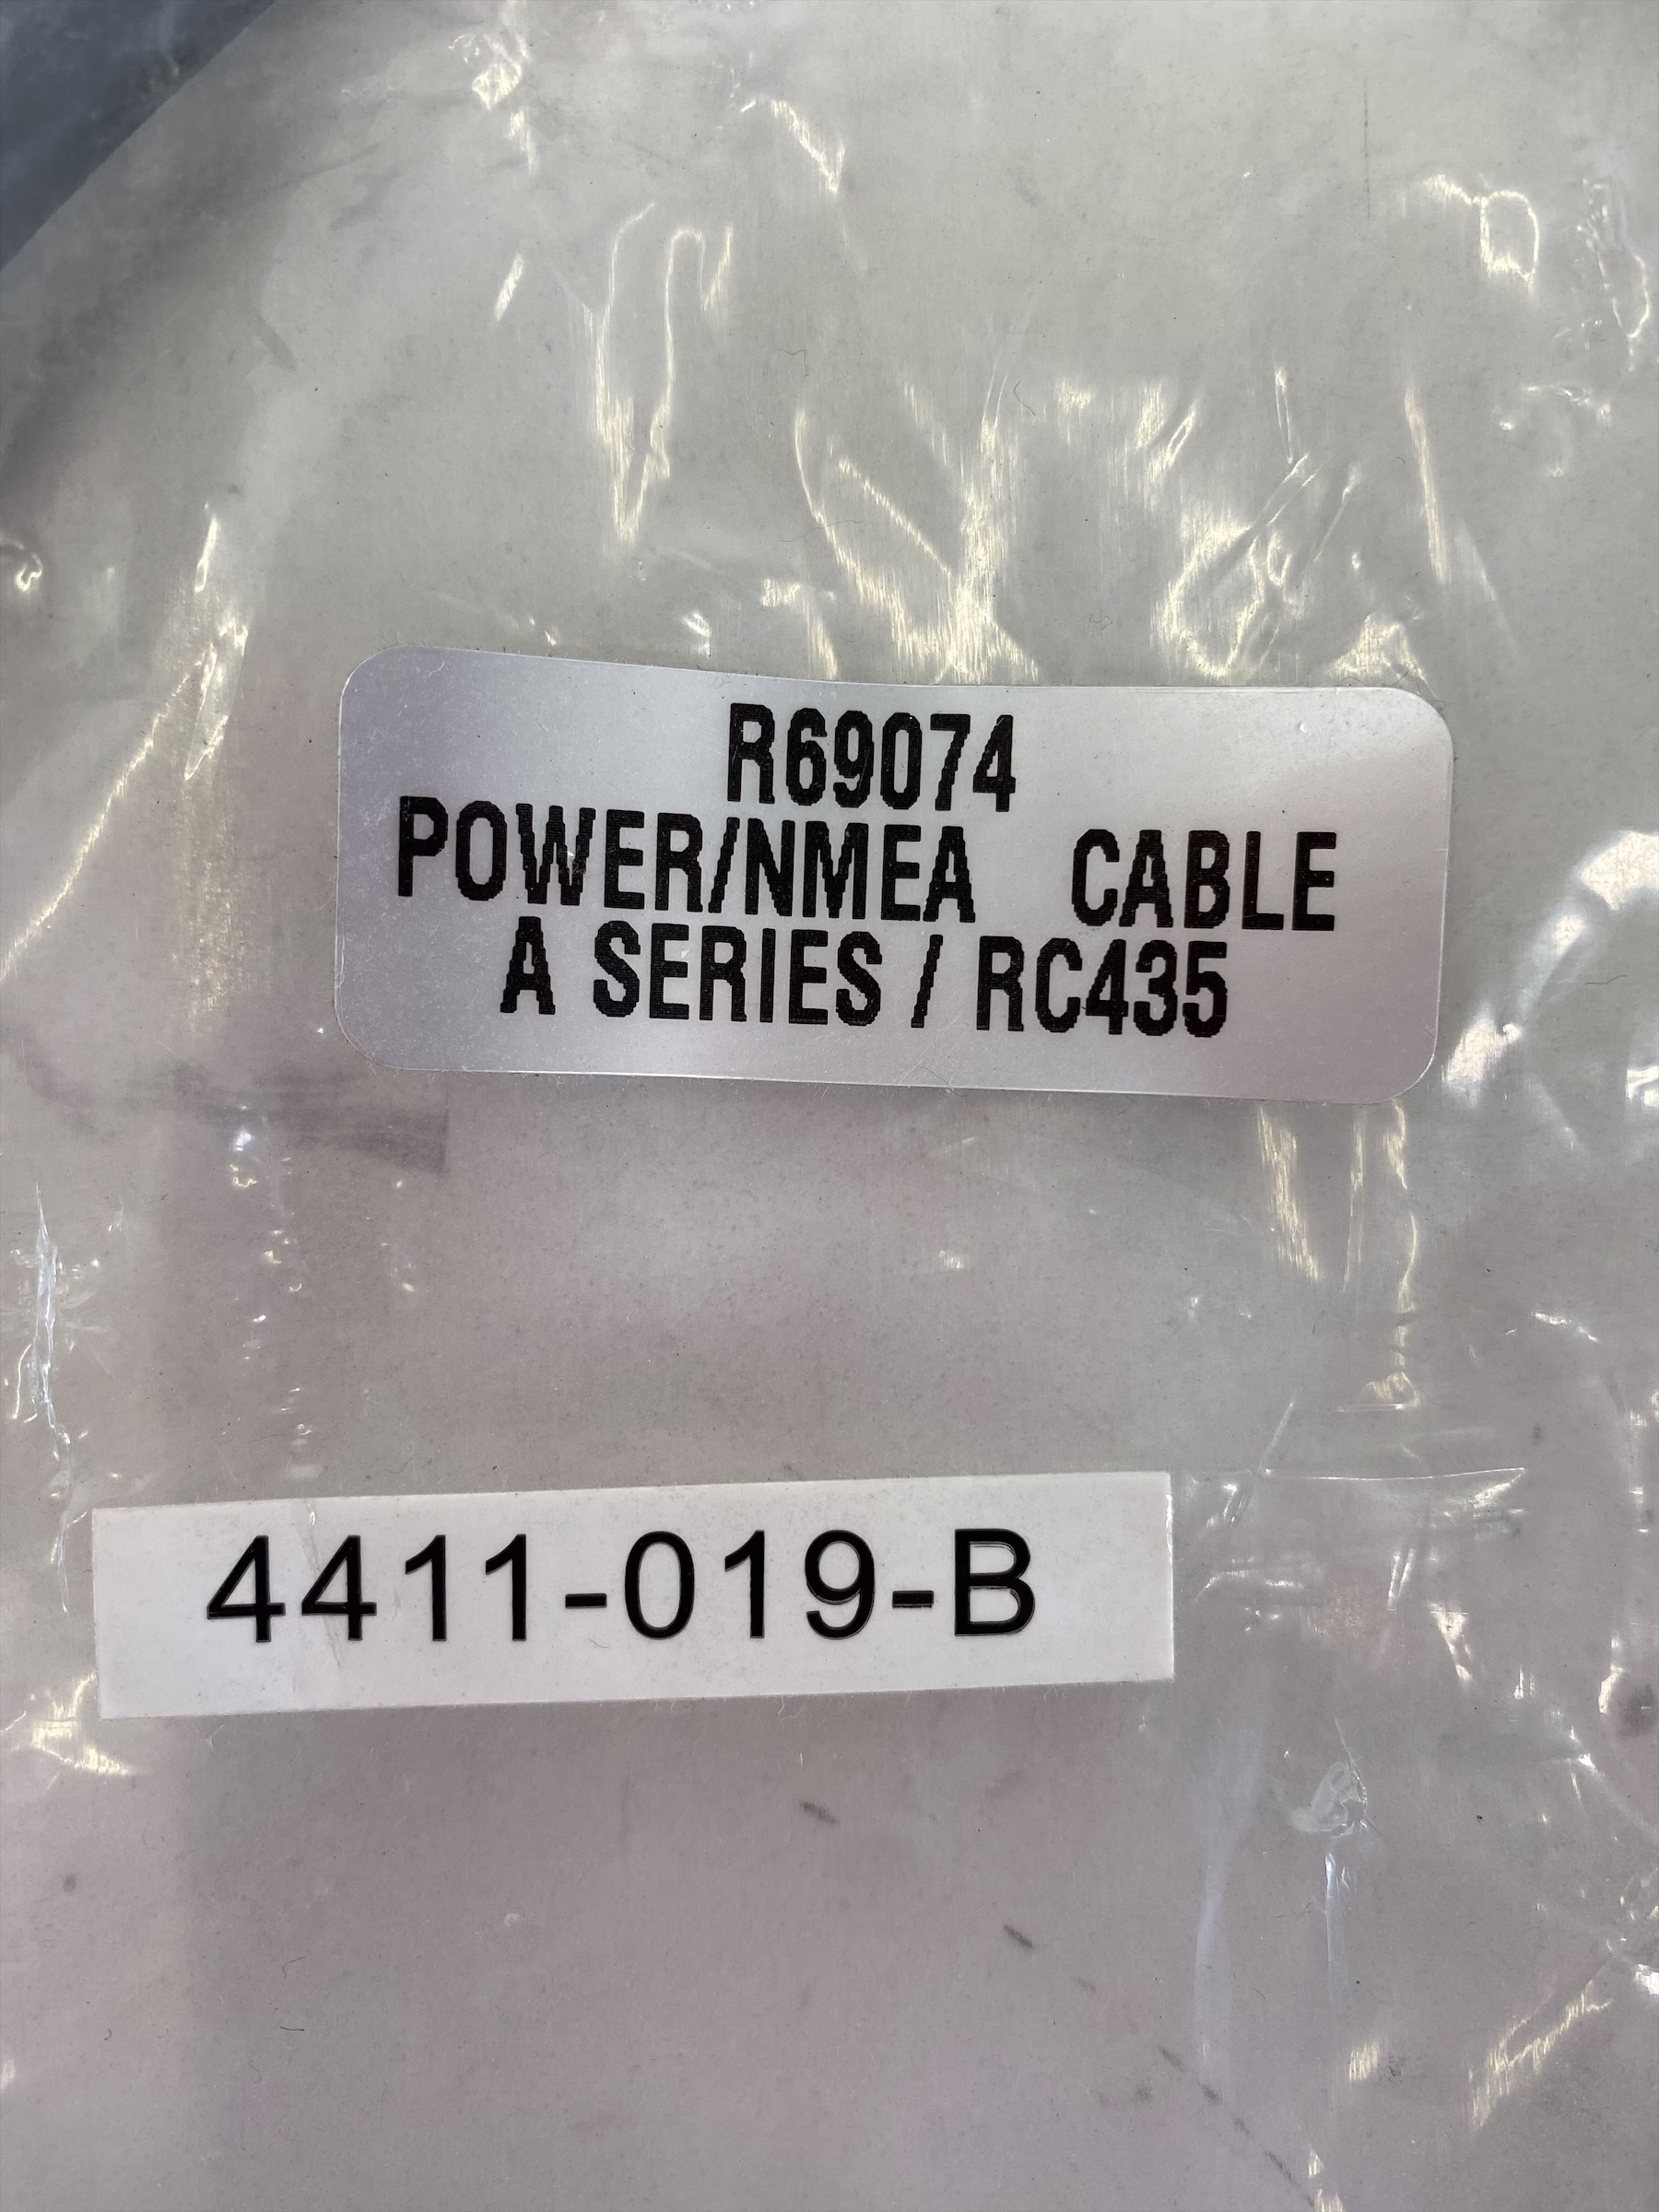 R69074
POWER/NMEA CABLE
A SERIES / RC435
4411-019-B